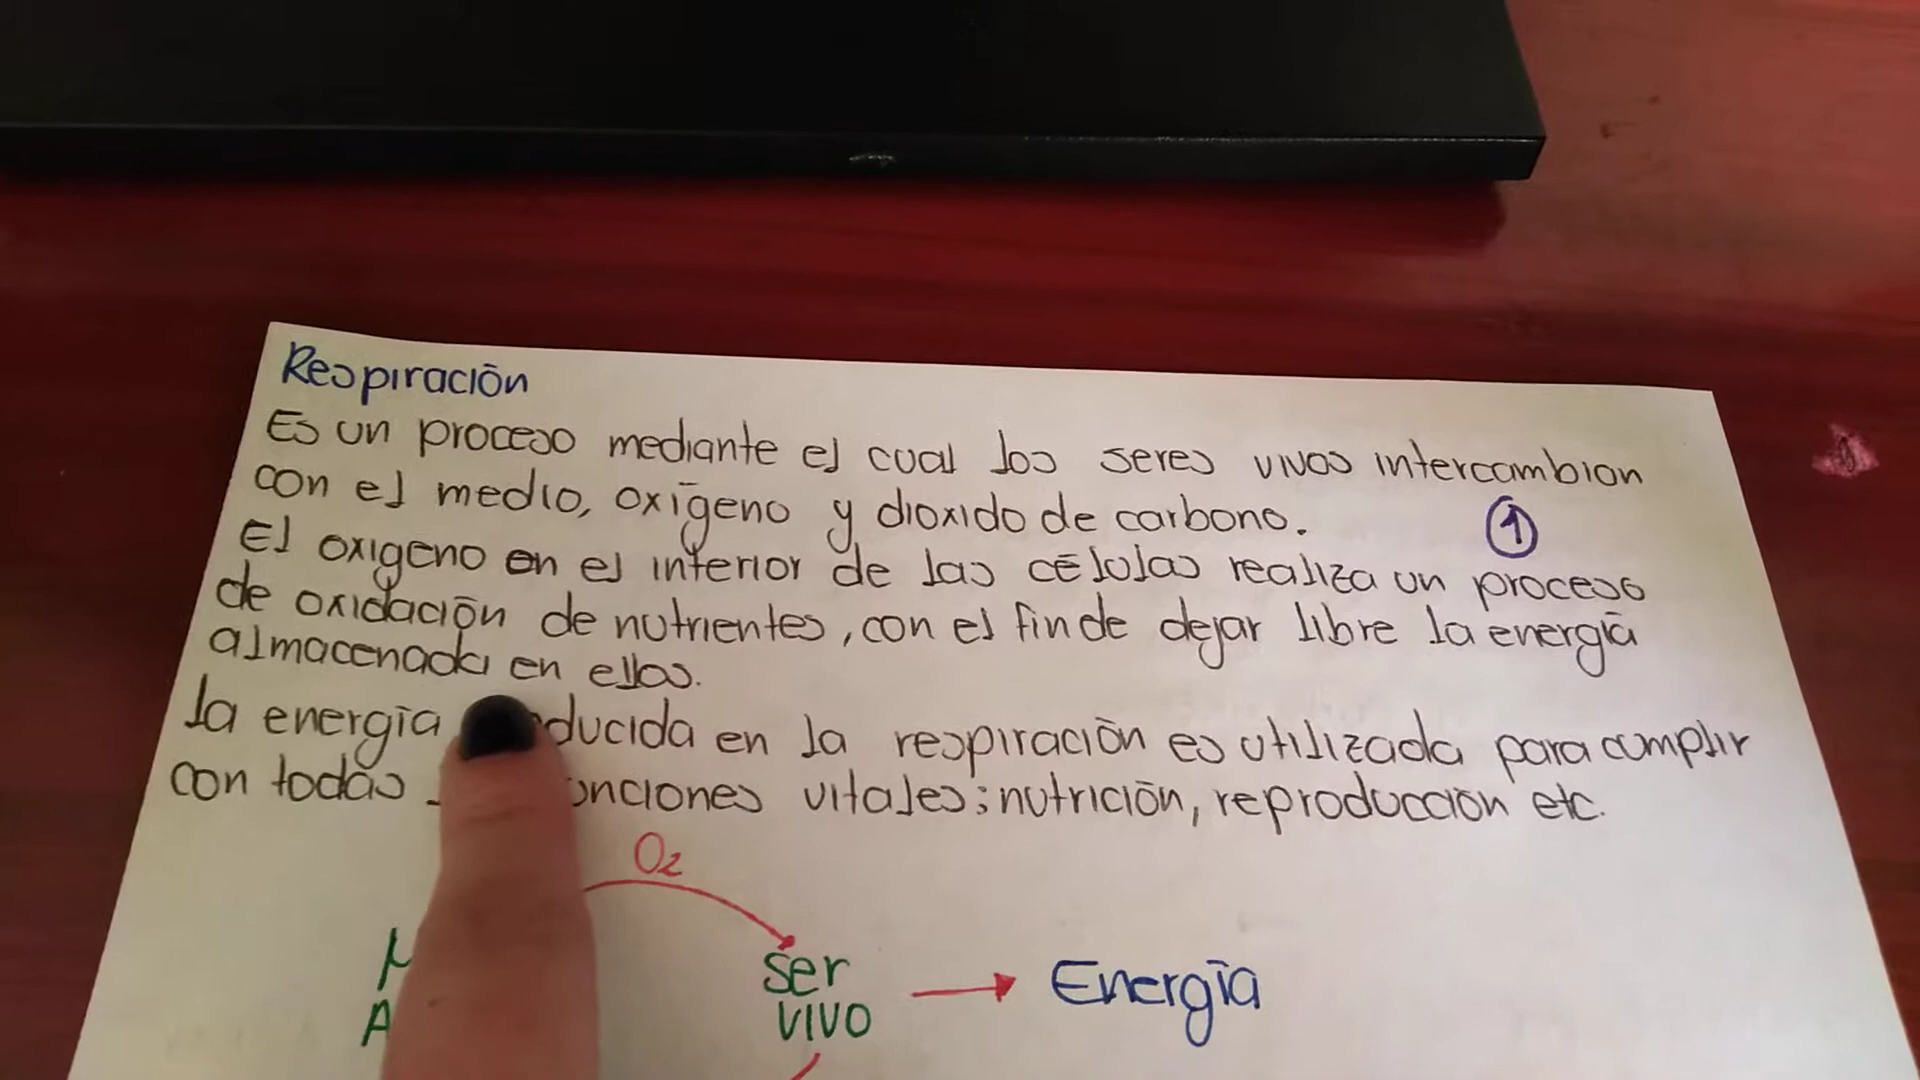 Respiración
Es un proceso mediante el cual los seres vivos intercambian
con el medio, oxígeno y dioxido de carbono.
1
El oxigeno en el interior de las células realiza un proceso
de oxidación de nutrientes, con el fin de dejar libre la energía
almacenada en ellos.
la energía ducida en la respiración es utilizada para cumplir
con todas nciones vitales; nutrición, reproducción etc.
O2
Ser
vivo
Energía